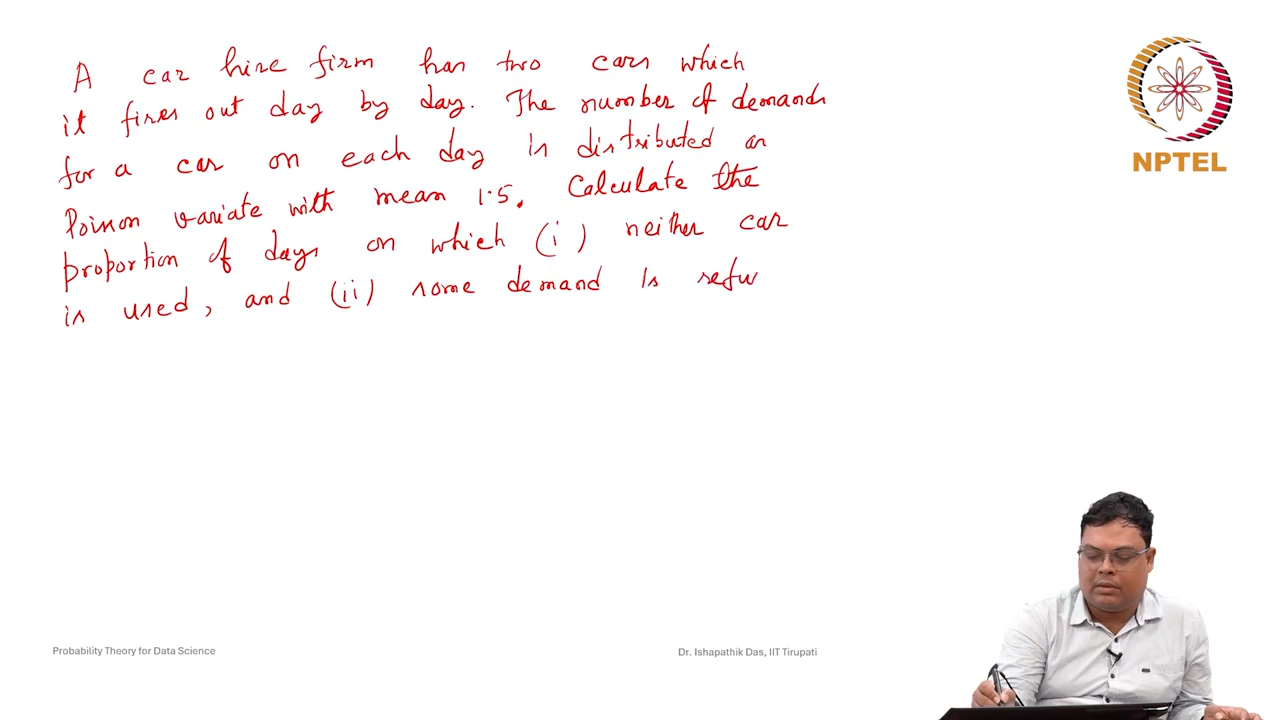 A car hire firm has two cars which
it fires out day by day. The number of demands
for a car on each day is distributed as
Poisson variate with mean 1.5. Calculate the
proportion of days on which (i) neither car
is used, and (ii) some demand is refu
NPTEL
Probability Theory for Data Science
Dr. Ishapathik Das, IIT Tirupati